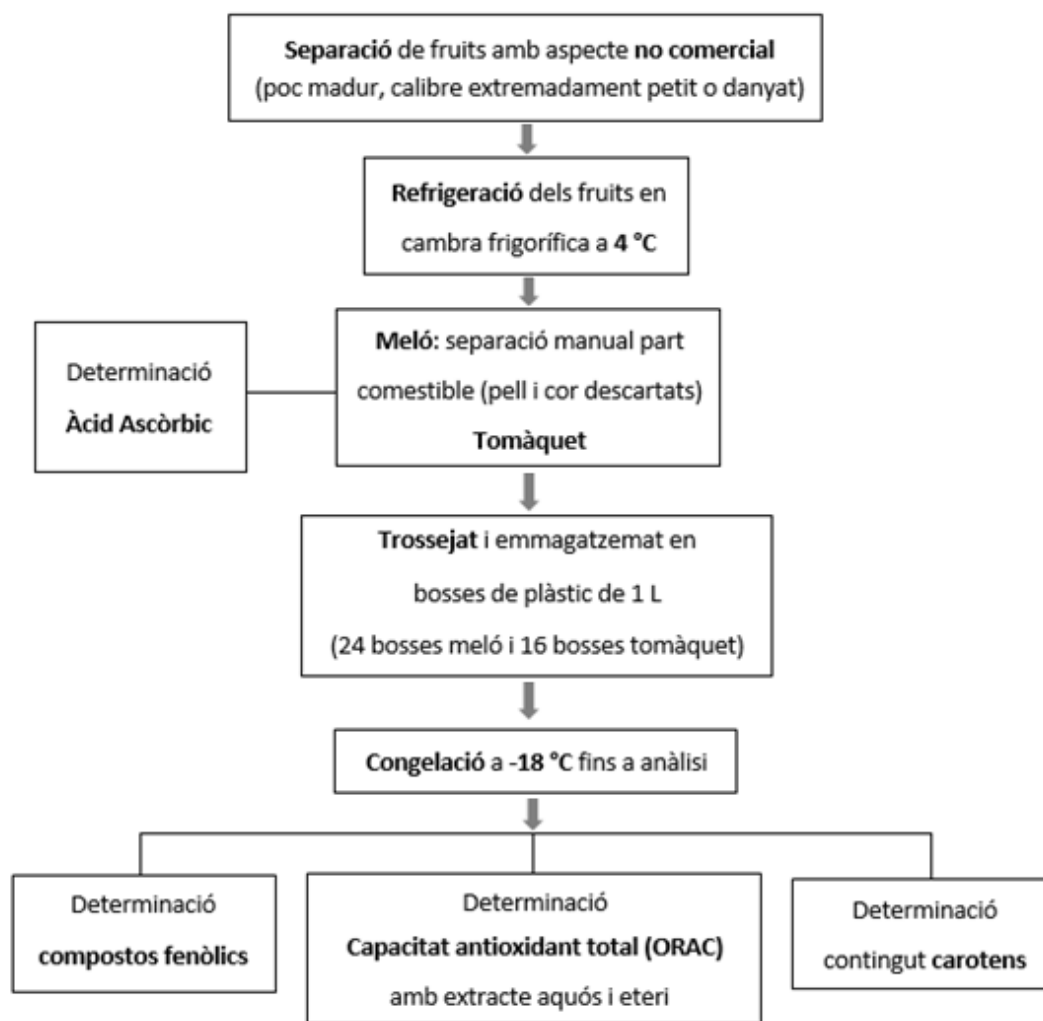 Separació de fruits amb aspecte no comercial
(poc madur, calibre extremadament petit o danyat)
Refrigeració dels fruits en
cambra frigorífica a 4 °C
Determinació
Àcid Ascòrbic
Meló: separació manual part
comestible (pell i cor descartats)
Tomàquet
Trossejat i emmagatzemat en
bosses de plàstic de 1 L
(24 bosses meló i 16 bosses tomàquet)
Congelació a -18 °C fins a anàlisi
Determinació
compostos fenòlics
Determinació
Capacitat antioxidant total (ORAC)
amb extracte aquós i eteri
Determinació
contingut carotens